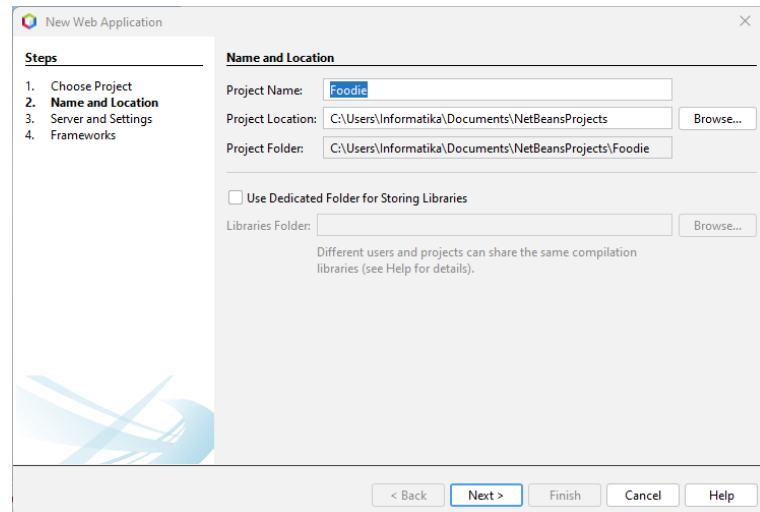 New Web Application
Steps
1. Choose Project
2. Name and Location
3. Server and Settings
4. Frameworks
Name and Location
Project Name: Foodie
Project Location: C:\Users\Informatika\Documents\NetBeansProjects Browse...
Project Folder: C:\Users\Informatika\Documents\NetBeansProjects\Foodie
Use Dedicated Folder for Storing Libraries
Libraries Folder: Browse...
Different users and projects can share the same compilation
libraries (see Help for details).
< Back Next > Finish Cancel Help